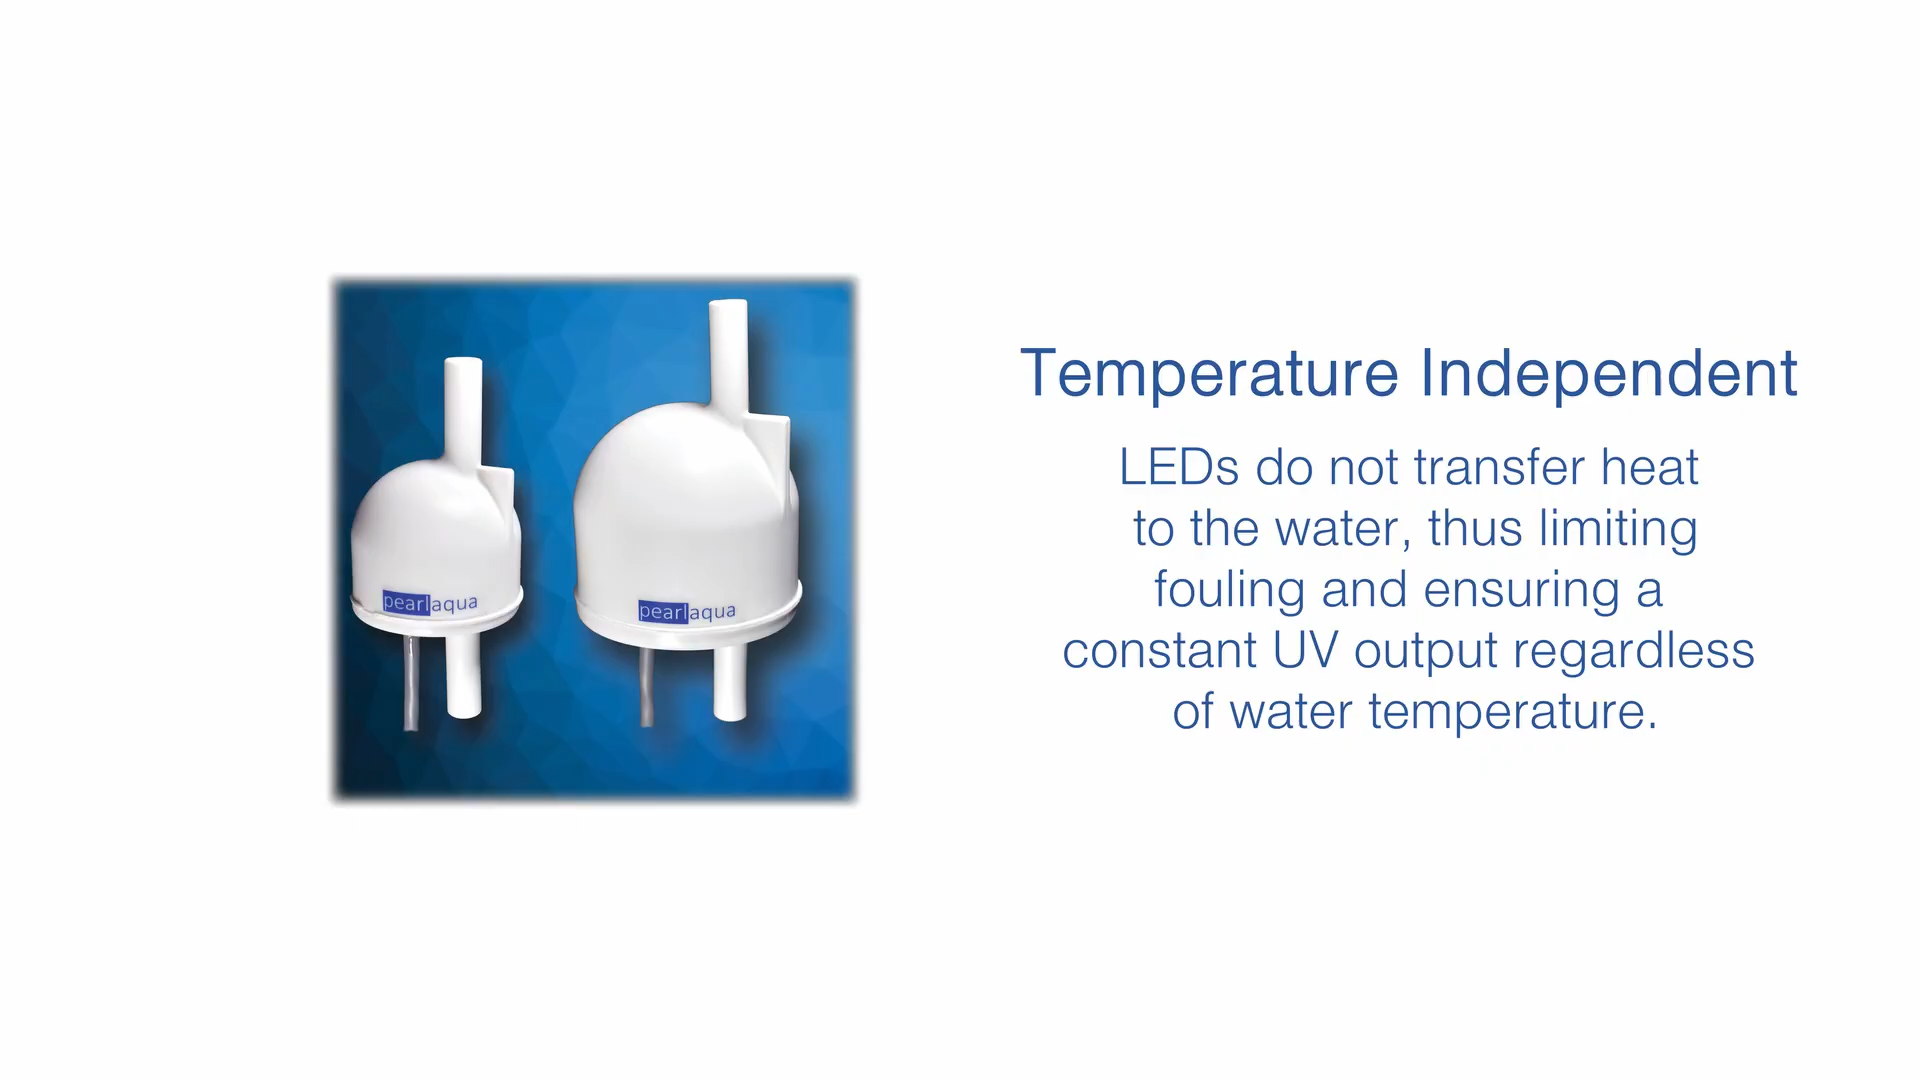 Temperature Independent
LEDs do not transfer heat
to the water, thus limiting
fouling and ensuring a
constant UV output regardless
of water temperature.
pearlaqua
pearlaqua